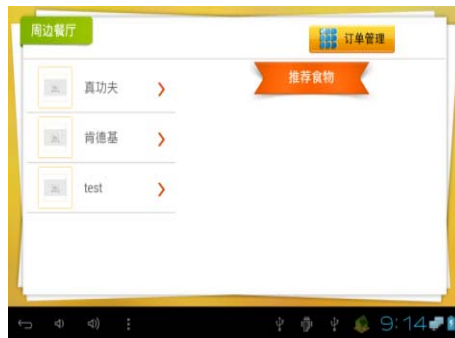 周边餐厅
订单管理
推荐食物
真功夫
肯德基
test
9:14